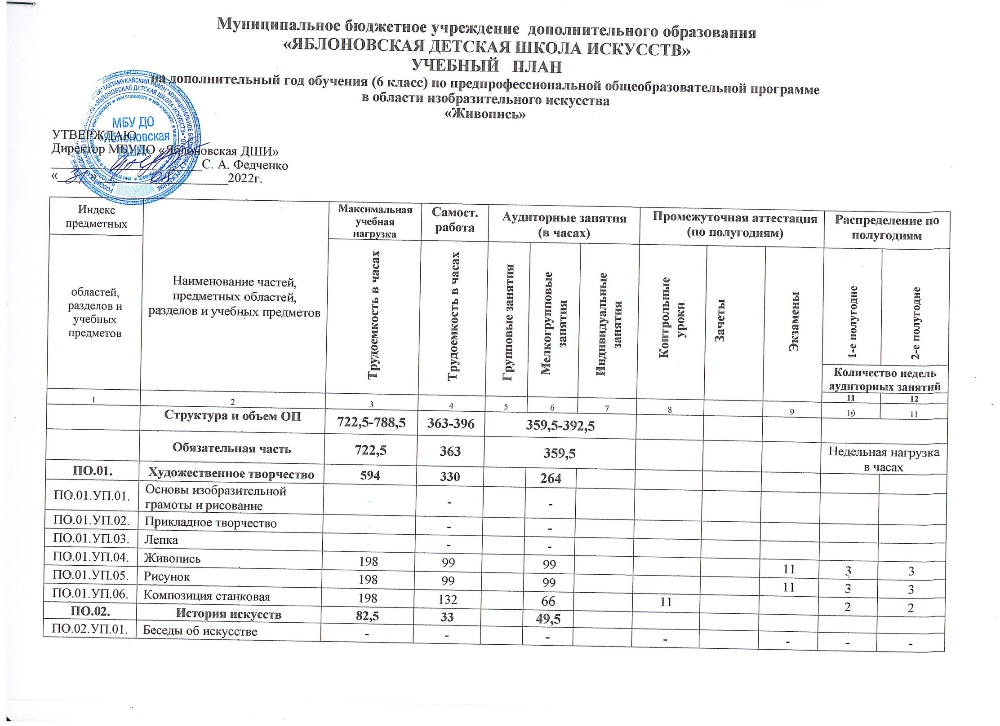 Муниципальное бюджетное учреждение дополнительного образования
«ЯБЛОНОВСКАЯ ДЕТСКАЯ ШКОЛА ИСКУССТВ»
УЧЕБНЫЙ ПЛАН
на дополнительный год обучения (6 класс) по предпрофессиональной общеобразовательной программе
в области изобразительного искусства
«Живопись»
МБУ ДО
«Яблоновская
ДШИ»
УТВЕРЖДАЮ
Директор МБУДО «Яблоновская ДШИ»
С. А. Федченко
« » 2022г.
Индекс предметных областей, разделов и учебных предметов
Наименование частей, предметных областей, разделов и учебных предметов
Максимальная учебная нагрузка
Самост. работа
Аудиторные занятия (в часах)
Промежуточная аттестация (по полугодиям)
Распределение по полугодиям
Трудоемкость в часах
Трудоемкость в часах
Групповые занятия
Мелкогрупповые занятия
Индивидуальные занятия
Контрольные уроки
Зачеты
Экзамены
1-е полугодие
2-е полугодие
Количество недель аудиторных занятий
11 12
1 2 3 4 5 6 7 8 9 10 11
Структура и объем ОП 722,5-788,5 363-396 359,5-392,5
Обязательная часть 722,5 363 359,5 Недельная нагрузка в часах
ПО.01. Художественное творчество 594 330 264
ПО.01.УП.01. Основы изобразительной грамоты и рисование - - -
ПО.01.УП.02. Прикладное творчество - - -
ПО.01.УП.03. Лепка - - -
ПО.01.УП.04. Живопись 198 99 99 11 3 3
ПО.01.УП.05. Рисунок 198 99 99 11 3 3
ПО.01.УП.06. Композиция станковая 198 132 66 11 2 2
ПО.02. История искусств 82,5 33 49,5
ПО.02.УП.01. Беседы об искусстве - - - - - - -